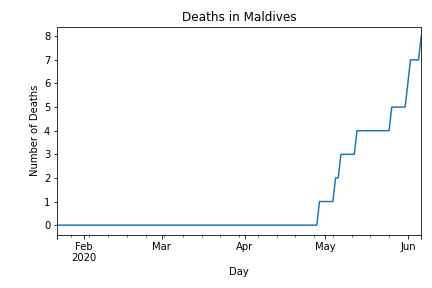 Deaths in Maldives
Number of Deaths
8
7
6
5
4
3
2
1
0
Feb
2020
Mar
Apr
May
Jun
Day